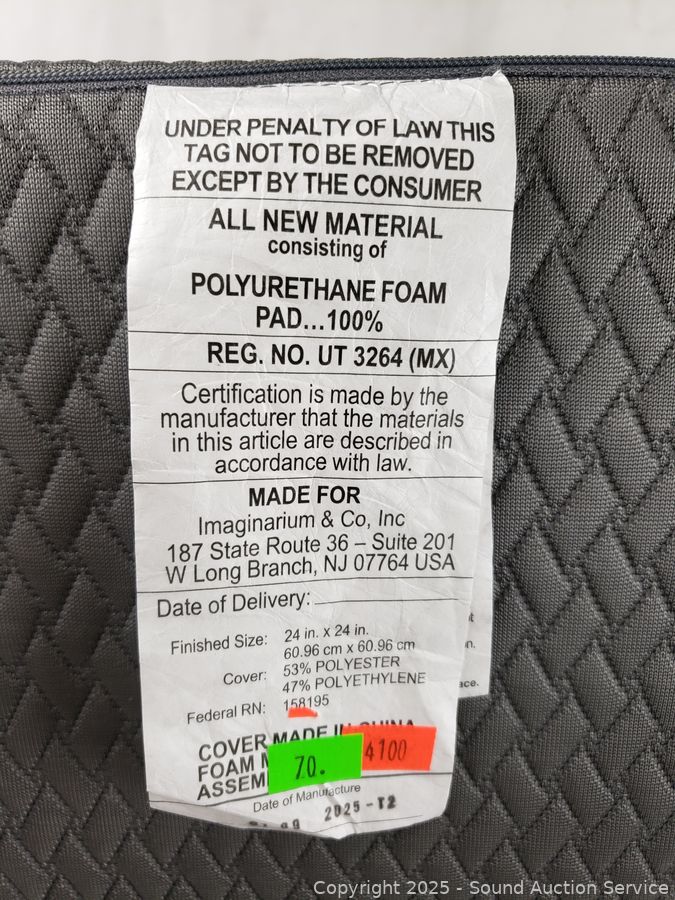 UNDER PENALTY OF LAW THIS
TAG NOT TO BE REMOVED
EXCEPT BY THE CONSUMER
ALL NEW MATERIAL
consisting of
POLYURETHANE FOAM
PAD...100%
REG. NO. UT 3264 (MX)
Certification is made by the
manufacturer that the materials
in this article are described in
accordance with law.
MADE FOR
Imaginarium & Co, Inc
187 State Route 36 – Suite 201
W Long Branch, NJ 07764 USA
Date of Delivery:
Finished Size: 24 in. x 24 in.
60.96 cm x 60.96 cm
Cover: 53% POLYESTER
47% POLYETHYLENE
Federal RN: 158195
COVER MADE IN CHINA
FOAM
70.
4100
Date of Manufacture
2025-T2
Copyright 2025 - Sound Auction Service